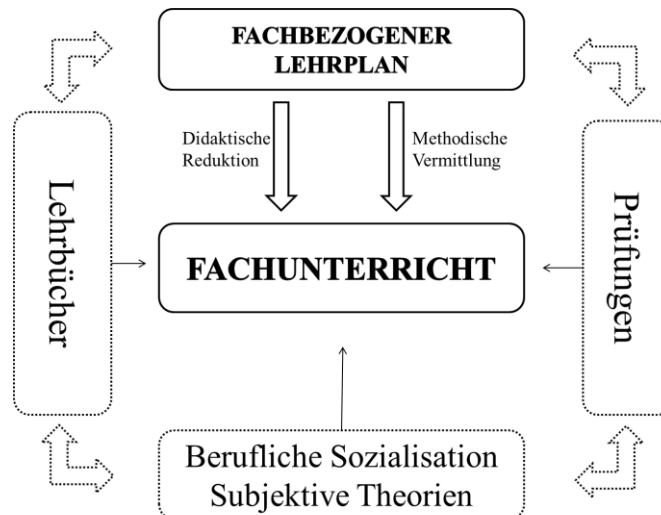 FACHBEZOGENER
LEHRPLAN
Didaktische
Reduktion
Methodische
Vermittlung
Lehrbücher
FACHUNTERRICHT
Prüfungen
Berufliche Sozialisation
Subjektive Theorien